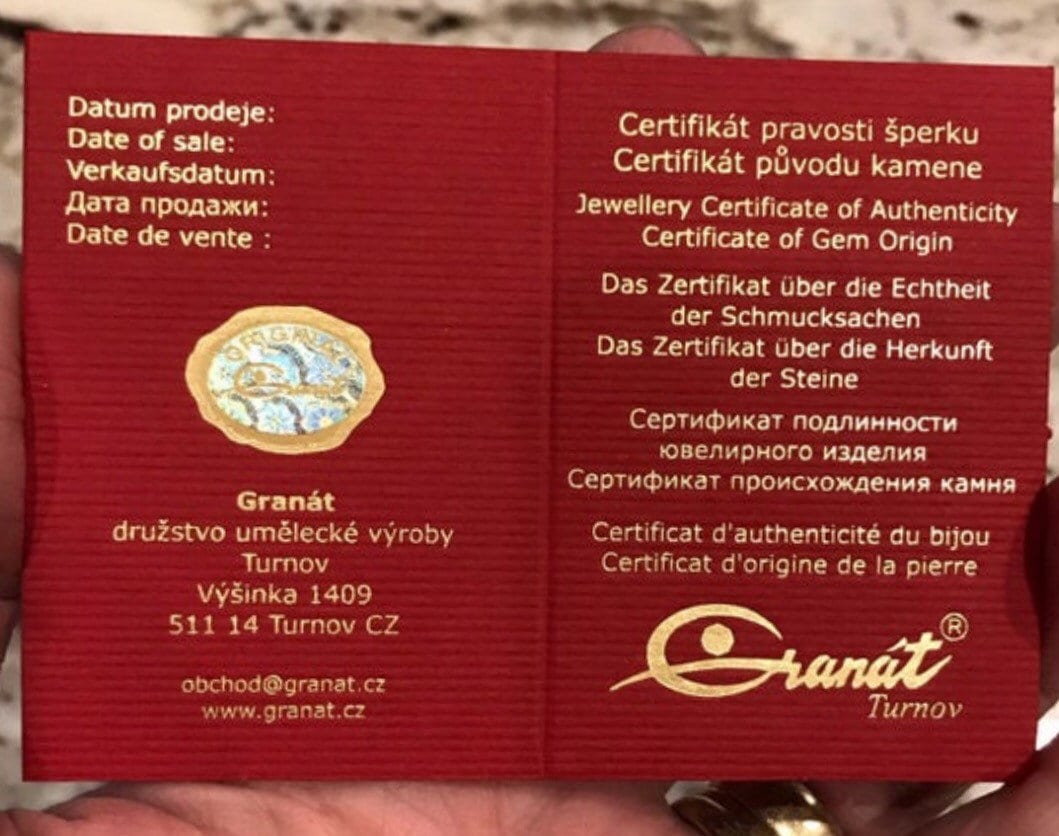 Datum prodeje:
Date of sale:
Verkaufsdatum:
Дата продажи:
Date de vente :
ORIGINAL
Granát
Granát
družstvo umělecké výroby
Turnov
Výšinka 1409
511 14 Turnov CZ
obchod@granat.cz
www.granat.cz
Certifikát pravosti šperku
Certifikát původu kamene
Jewellery Certificate of Authenticity
Certificate of Gem Origin
Das Zertifikat über die Echtheit
der Schmucksachen
Das Zertifikat über die Herkunft
der Steine
Сертификат подлинности
ювелирного изделия
Сертификат происхождения камня
Certificat d'authenticité du bijou
Certificat d'origine de la pierre
Granát®
Turnov